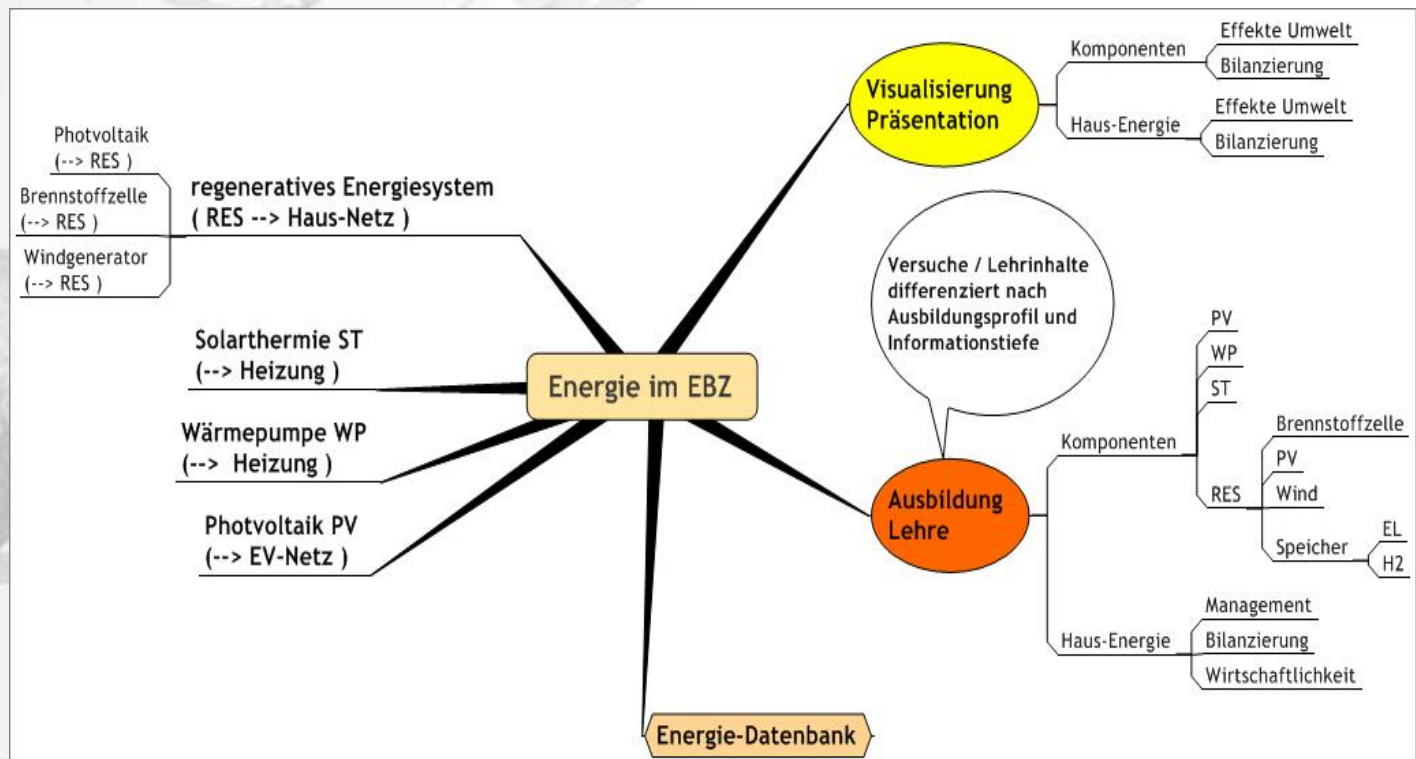 Energie im EBZ
Visualisierung
Präsentation
Komponenten
Effekte Umwelt
Bilanzierung
Haus-Energie
Effekte Umwelt
Bilanzierung
regeneratives Energiesystem
( RES --> Haus-Netz )
Photvoltaik
(--> RES )
Brennstoffzelle
(--> RES )
Windgenerator
(--> RES )
Solarthermie ST
(--> Heizung )
Wärmepumpe WP
(--> Heizung )
Photvoltaik PV
(--> EV-Netz )
Versuche / Lehrinhalte
differenziert nach
Ausbildungsprofil und
Informationstiefe
Ausbildung
Lehre
Komponenten
PV
WP
ST
RES
Brennstoffzelle
PV
Wind
Speicher
EL
H2
Haus-Energie
Management
Bilanzierung
Wirtschaftlichkeit
Energie-Datenbank